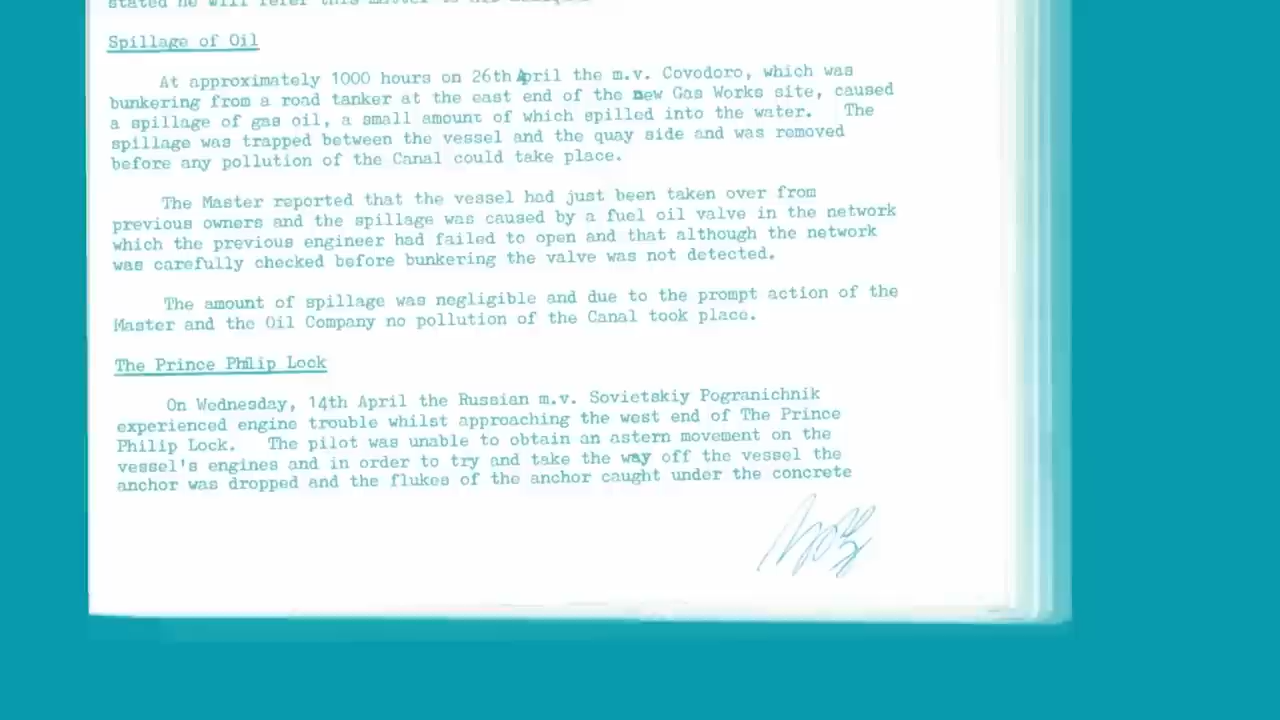 stated he will refer this matter to his
Spillage of Oil
At approximately 1000 hours on 26th April the m.v. Covodoro, which was
bunkering from a road tanker at the east end of the new Gas Works site, caused
a spillage of gas oil, a small amount of which spilled into the water. The
spillage was trapped between the vessel and the quay side and was removed
before any pollution of the Canal could take place.
The Master reported that the vessel had just been taken over from
previous owners and the spillage was caused by a fuel oil valve in the network
which the previous engineer had failed to open and that although the network
was carefully checked before bunkering the valve was not detected.
The amount of spillage was negligible and due to the prompt action of the
Master and the Oil Company no pollution of the Canal took place.
The Prince Philip Lock
On Wednesday, 14th April the Russian m.v. Sovietskiy Pogranichnik
experienced engine trouble whilst approaching the west end of The Prince
Philip Lock. The pilot was unable to obtain an astern movement on the
vessel's engines and in order to try and take the way off the vessel the
anchor was dropped and the flukes of the anchor caught under the concrete